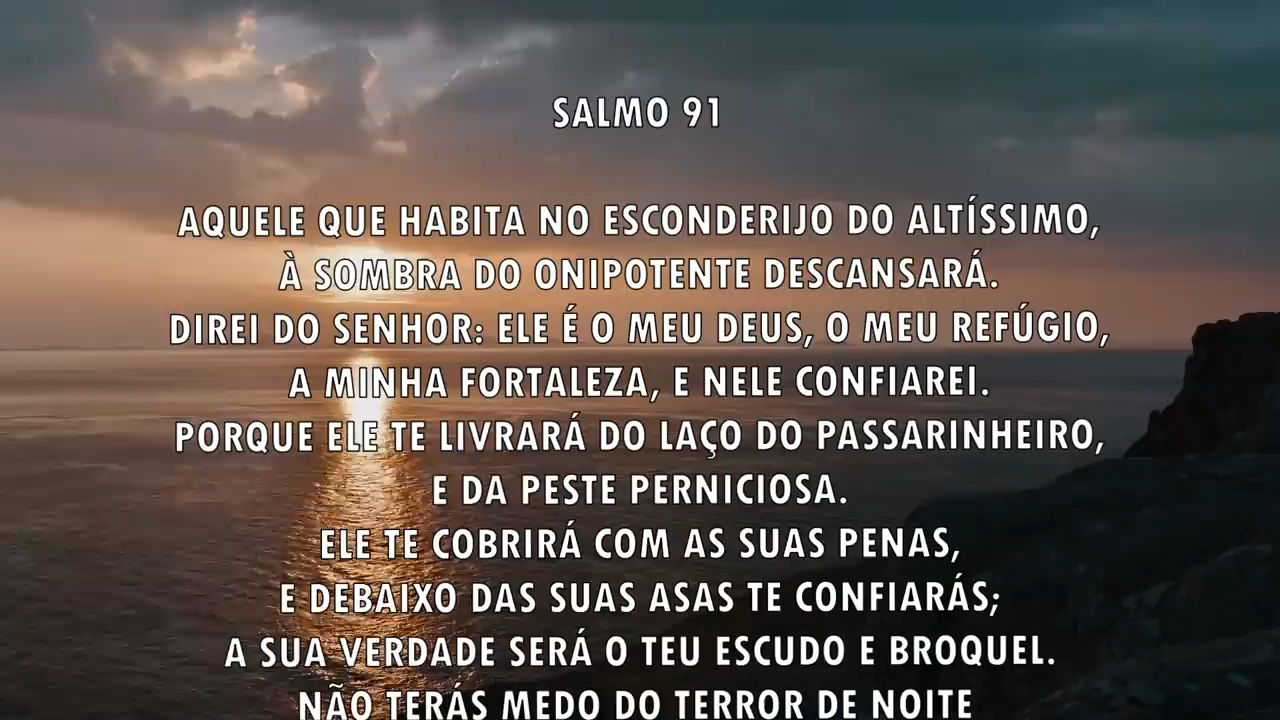 SALMO 91
AQUELE QUE HABITA NO ESCONDERIJO DO ALTÍSSIMO,
À SOMBRA DO ONIPOTENTE DESCANSARÁ.
DIREI DO SENHOR: ELE É O MEU DEUS, O MEU REFÚGIO,
A MINHA FORTALEZA, E NELE CONFIAREI.
PORQUE ELE TE LIVRARÁ DO LAÇO DO PASSARINHEIRO,
E DA PESTE PERNICIOSA.
ELE TE COBRIRÁ COM AS SUAS PENAS,
E DEBAIXO DAS SUAS ASAS TE CONFIARÁS;
A SUA VERDADE SERÁ O TEU ESCUDO E BROQUEL.
NÃO TERÁS MEDO DO TERROR DE NOITE